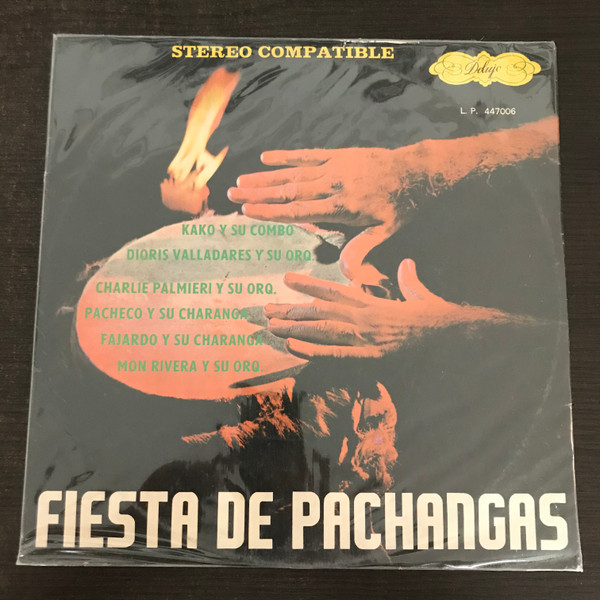 STEREO COMPATIBLE
Dlujo
L. P. 447006
KAKO Y SU COMBO
DIORIS VALLADARES Y SU ORQ.
CHARLIE PALMIERI Y SU ORQ.
PACHECO Y SU CHARANGA
FAJARDO Y SU CHARANGA
MON RIVERA Y SU ORQ.
FIESTA DE PACHANGAS